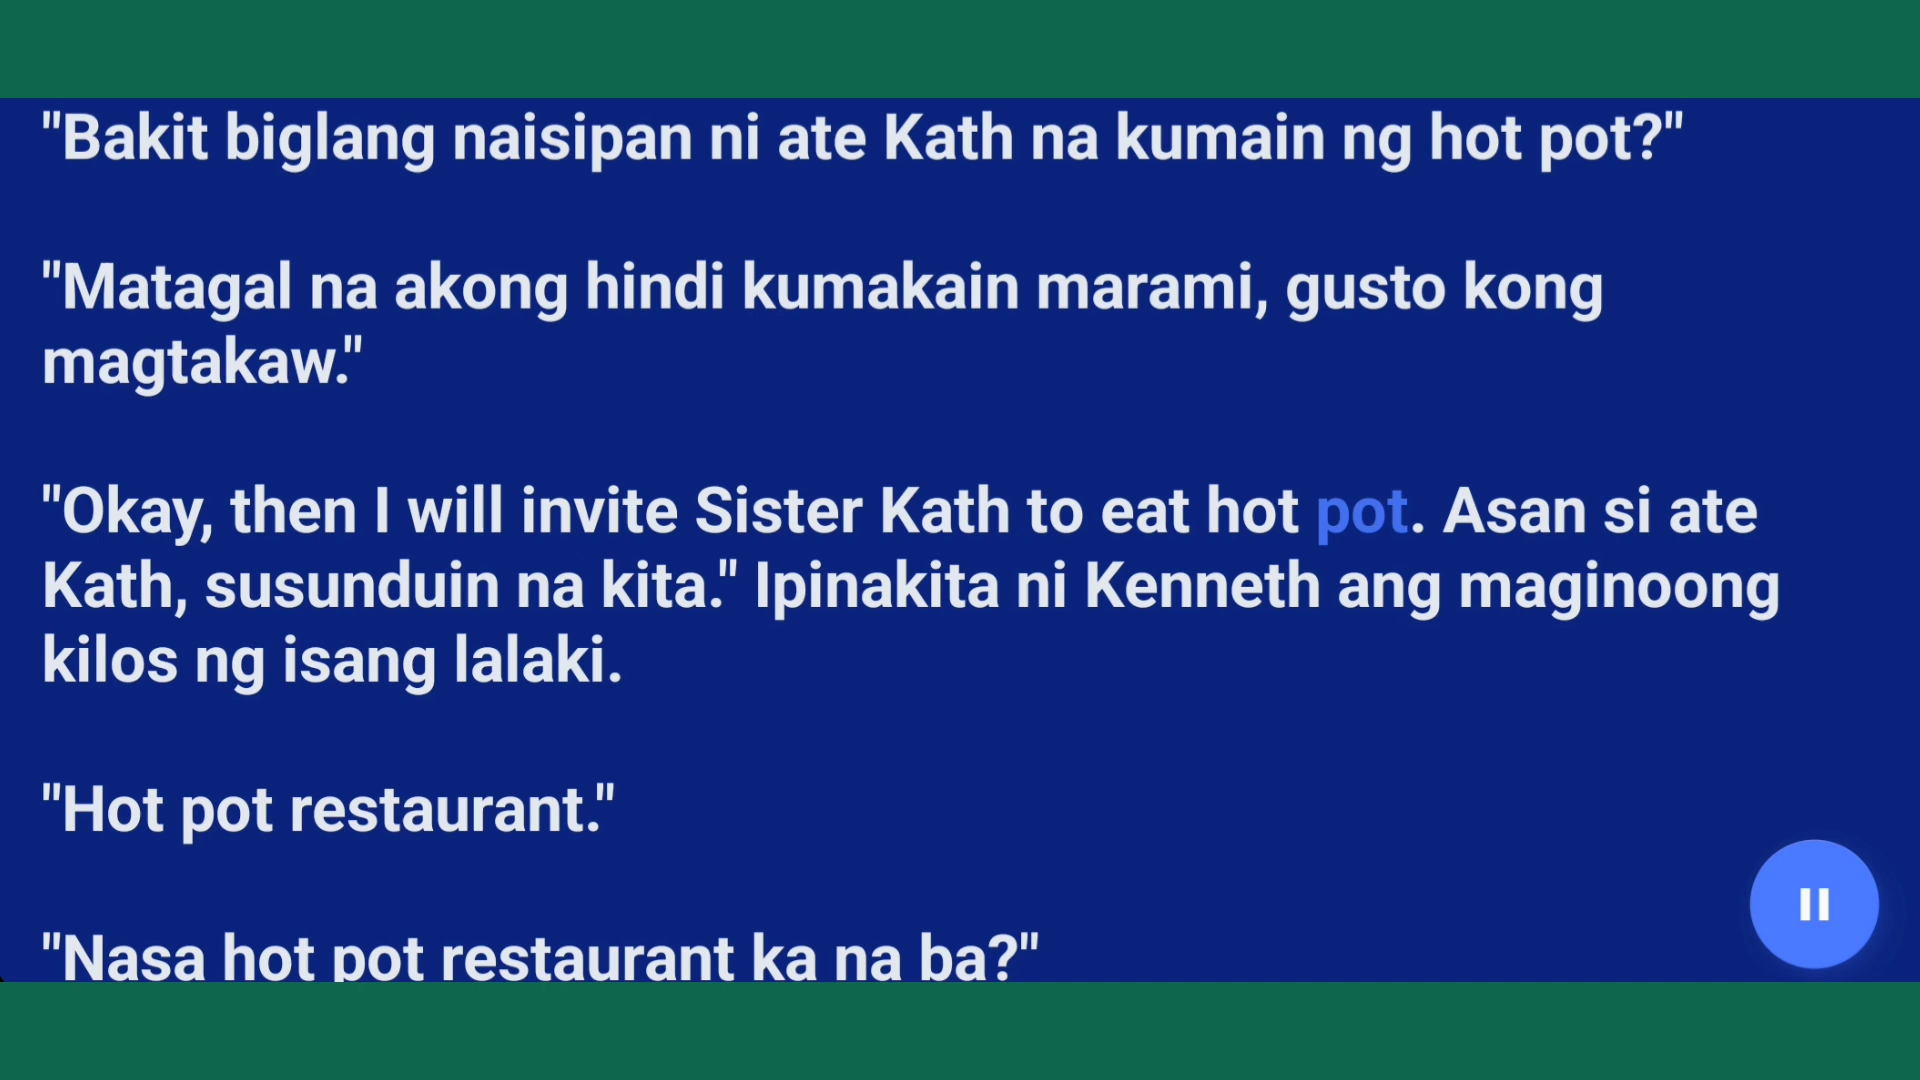 "Bakit biglang naisipan ni ate Kath na kumain ng hot pot?"
"Matagal na akong hindi kumakain marami, gusto kong
magtakaw."
"Okay, then I will invite Sister Kath to eat hot pot. Asan si ate
Kath, susunduin na kita." Ipinakita ni Kenneth ang maginoong
kilos ng isang lalaki.
"Hot pot restaurant."
"Nasa hot pot restaurant ka na ba?"